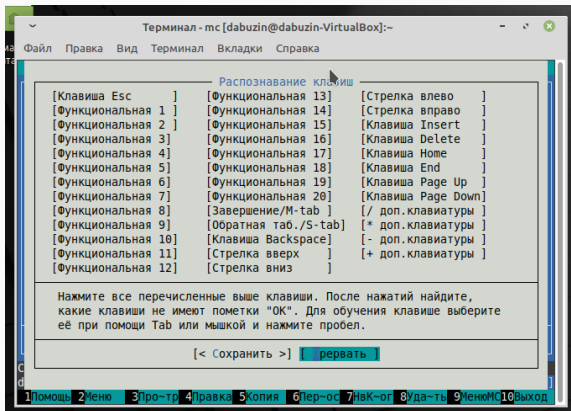 Терминал - mc [dabuzin@dabuzin-VirtualBox]:~
Файл Правка Вид Терминал Вкладки Справка
Распознавание клавиш
[Клавиша Esc ] [Функциональная 13] [Стрелка влево ]
[Функциональная 1 ] [Функциональная 14] [Стрелка вправо ]
[Функциональная 2 ] [Функциональная 15] [Клавиша Insert ]
[Функциональная 3] [Функциональная 16] [Клавиша Delete ]
[Функциональная 4] [Функциональная 17] [Клавиша Home ]
[Функциональная 5] [Функциональная 18] [Клавиша End ]
[Функциональная 6] [Функциональная 19] [Клавиша Page Up ]
[Функциональная 7] [Функциональная 20] [Клавиша Page Down]
[Функциональная 8] [Завершение/M-tab ] [/ доп.клавиатуры ]
[Функциональная 9] [Обратная таб./S-tab] [* доп.клавиатуры ]
[Функциональная 10] [Клавиша Backspace] [- доп.клавиатуры ]
[Функциональная 11] [Стрелка вверх ] [+ доп.клавиатуры ]
[Функциональная 12] [Стрелка вниз ]
Нажмите все перечисленные выше клавиши. После нажатий найдите,
какие клавиши не имеют пометки "OK". Для обучения клавише выберите
её при помощи Tab или мышкой и нажмите пробел.
[< Сохранить >] [ Прервать ]
1Помощь 2Меню 3Про~тр 4Правка 5Копия 6Пер~ос 7НвК~ог 8Уда~ть 9МенюMC 10Выход